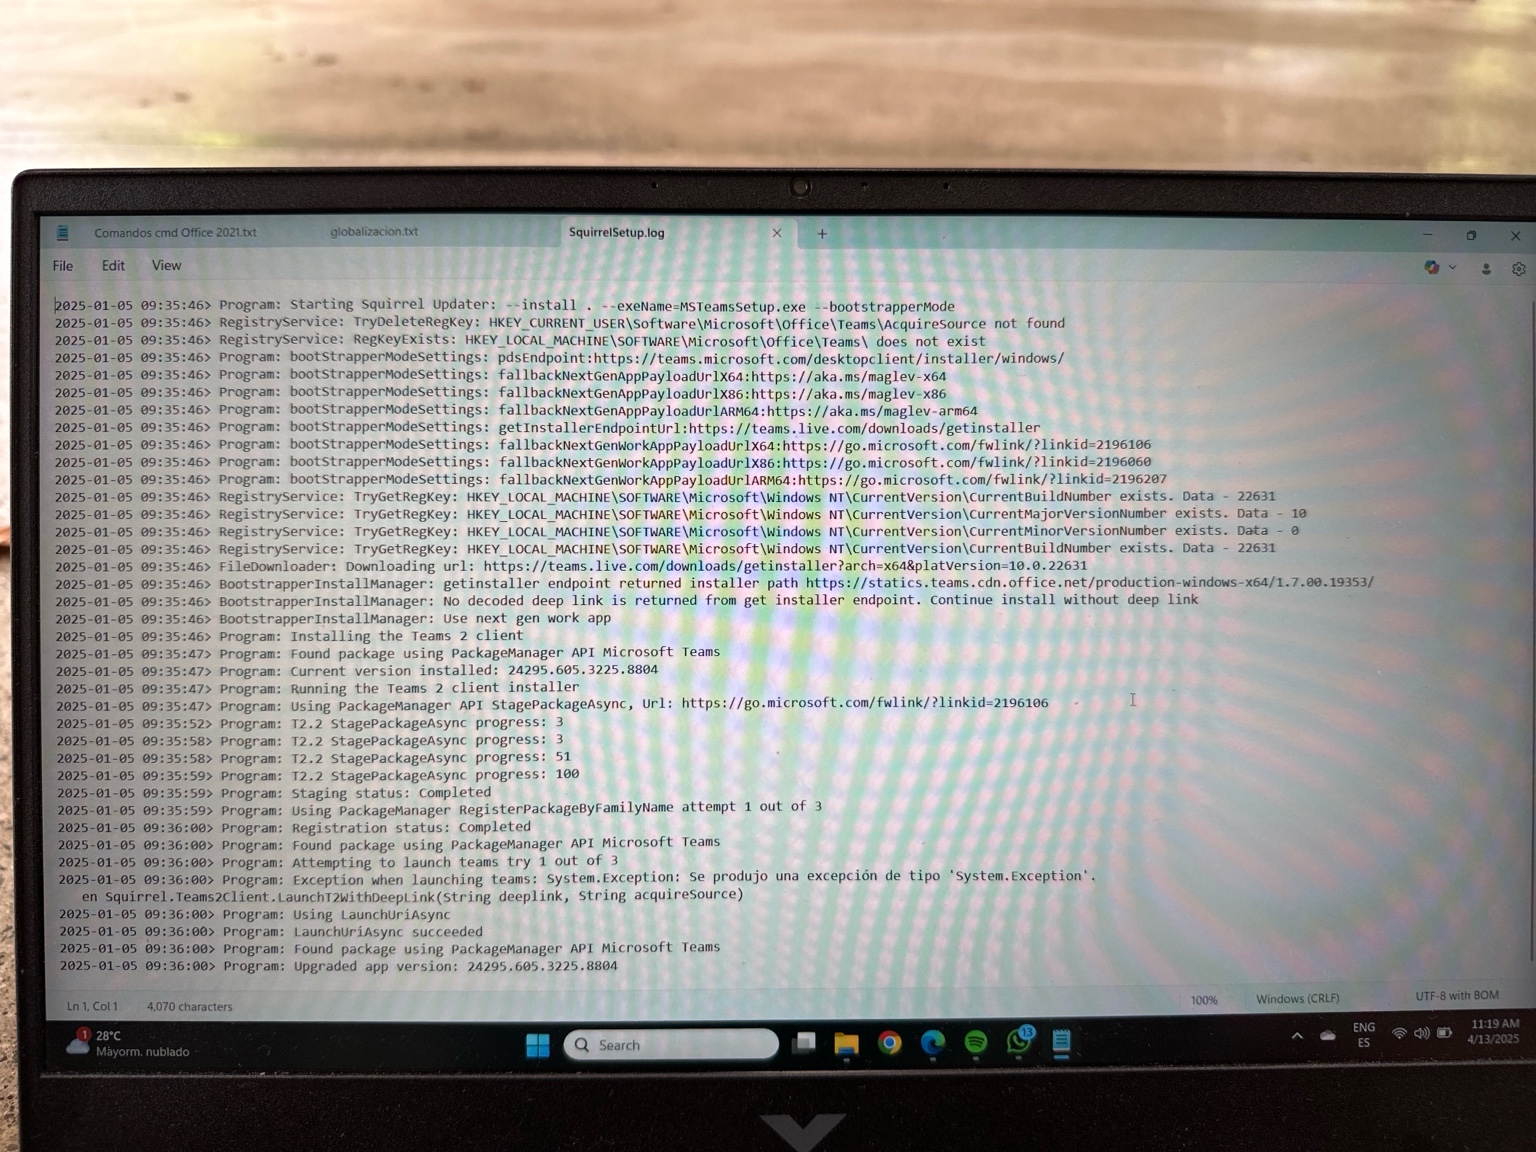 Comandos cmd Office 2021.txt globalizacion.txt SquirrelSetup.log
File Edit View
2025-01-05 09:35:46> Program: Starting Squirrel Updater: --install . --exeName=MSTeamsSetup.exe --bootstrapperMode
2025-01-05 09:35:46> RegistryService: TryDeleteRegKey: HKEY_CURRENT_USER\Software\Microsoft\Office\Teams\AcquireSource not found
2025-01-05 09:35:46> RegistryService: RegKeyExists: HKEY_LOCAL_MACHINE\SOFTWARE\Microsoft\Office\Teams\ does not exist
2025-01-05 09:35:46> Program: bootStrapperModeSettings: pdsEndpoint:https://teams.microsoft.com/desktopclient/installer/windows/
2025-01-05 09:35:46> Program: bootStrapperModeSettings: fallbackNextGenAppPayloadUrlX64:https://aka.ms/maglev-x64
2025-01-05 09:35:46> Program: bootStrapperModeSettings: fallbackNextGenAppPayloadUrlX86:https://aka.ms/maglev-x86
2025-01-05 09:35:46> Program: bootStrapperModeSettings: fallbackNextGenAppPayloadUrlARM64:https://aka.ms/maglev-arm64
2025-01-05 09:35:46> Program: bootStrapperModeSettings: getInstallerEndpointUrl:https://teams.live.com/downloads/getinstaller
2025-01-05 09:35:46> Program: bootStrapperModeSettings: fallbackNextGenWorkAppPayloadUrlX64:https://go.microsoft.com/fwlink/?linkid=2196106
2025-01-05 09:35:46> Program: bootStrapperModeSettings: fallbackNextGenWorkAppPayloadUrlX86:https://go.microsoft.com/fwlink/?linkid=2196060
2025-01-05 09:35:46> Program: bootStrapperModeSettings: fallbackNextGenWorkAppPayloadUrlARM64:https://go.microsoft.com/fwlink/?linkid=2196207
2025-01-05 09:35:46> RegistryService: TryGetRegKey: HKEY_LOCAL_MACHINE\SOFTWARE\Microsoft\Windows NT\CurrentVersion\CurrentBuildNumber exists. Data - 22631
2025-01-05 09:35:46> RegistryService: TryGetRegKey: HKEY_LOCAL_MACHINE\SOFTWARE\Microsoft\Windows NT\CurrentVersion\CurrentMajorVersionNumber exists. Data - 10
2025-01-05 09:35:46> RegistryService: TryGetRegKey: HKEY_LOCAL_MACHINE\SOFTWARE\Microsoft\Windows NT\CurrentVersion\CurrentMinorVersionNumber exists. Data - 0
2025-01-05 09:35:46> RegistryService: TryGetRegKey: HKEY_LOCAL_MACHINE\SOFTWARE\Microsoft\Windows NT\CurrentVersion\CurrentBuildNumber exists. Data - 22631
2025-01-05 09:35:46> FileDownloader: Downloading url: https://teams.live.com/downloads/getinstaller?arch=x64&platVersion=10.0.22631
2025-01-05 09:35:46> BootstrapperInstallManager: getinstaller endpoint returned installer path https://statics.teams.cdn.office.net/production-windows-x64/1.7.00.19353/
2025-01-05 09:35:46> BootstrapperInstallManager: No decoded deep link is returned from get installer endpoint. Continue install without deep link
2025-01-05 09:35:46> BootstrapperInstallManager: Use next gen work app
2025-01-05 09:35:46> Program: Installing the Teams 2 client
2025-01-05 09:35:47> Program: Found package using PackageManager API Microsoft Teams
2025-01-05 09:35:47> Program: Current version installed: 24295.605.3225.8804
2025-01-05 09:35:47> Program: Running the Teams 2 client installer
2025-01-05 09:35:47> Program: Using PackageManager API StagePackageAsync, Url: https://go.microsoft.com/fwlink/?linkid=2196106
2025-01-05 09:35:52> Program: T2.2 StagePackageAsync progress: 3
2025-01-05 09:35:58> Program: T2.2 StagePackageAsync progress: 3
2025-01-05 09:35:58> Program: T2.2 StagePackageAsync progress: 51
2025-01-05 09:35:59> Program: T2.2 StagePackageAsync progress: 100
2025-01-05 09:35:59> Program: Staging status: Completed
2025-01-05 09:35:59> Program: Using PackageManager RegisterPackageByFamilyName attempt 1 out of 3
2025-01-05 09:36:00> Program: Registration status: Completed
2025-01-05 09:36:00> Program: Found package using PackageManager API Microsoft Teams
2025-01-05 09:36:00> Program: Attempting to launch teams try 1 out of 3
2025-01-05 09:36:00> Program: Exception when launching teams: System.Exception: Se produjo una excepción de tipo 'System.Exception'.
en Squirrel.Teams2Client.LaunchT2WithDeepLink(String deeplink, String acquireSource)
2025-01-05 09:36:00> Program: Using LaunchUriAsync
2025-01-05 09:36:00> Program: LaunchUriAsync succeeded
2025-01-05 09:36:00> Program: Found package using PackageManager API Microsoft Teams
2025-01-05 09:36:00> Program: Upgraded app version: 24295.605.3225.8804
Ln 1, Col 1 4,070 characters 100% Windows (CRLF) UTF-8 with BOM
1 28°C
Mayorm. nublado
Search
13
ENG
ES
11:19 AM
4/13/2025